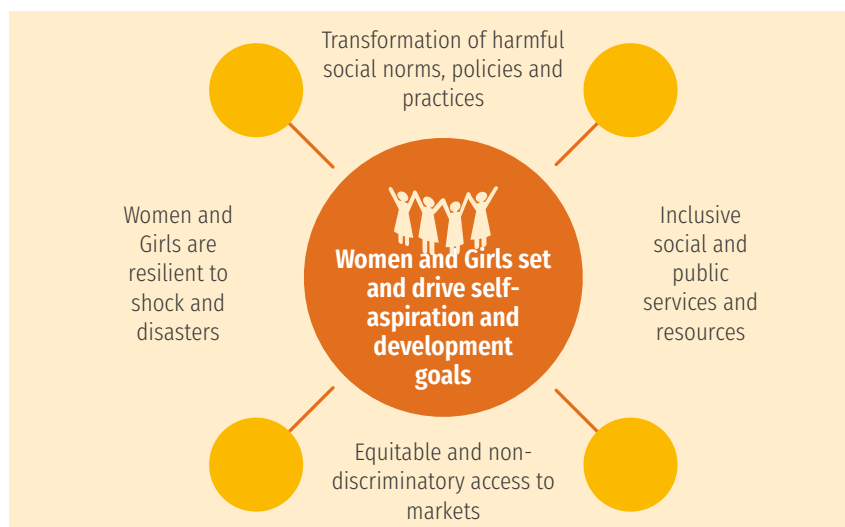 Transformation of harmful
social norms, policies and
practices
Women and
Girls are
resilient to
shock and
disasters
Women and Girls set
and drive self-
aspiration and
development
goals
Inclusive
social and
public
services and
resources
Equitable and non-
discriminatory access to
markets